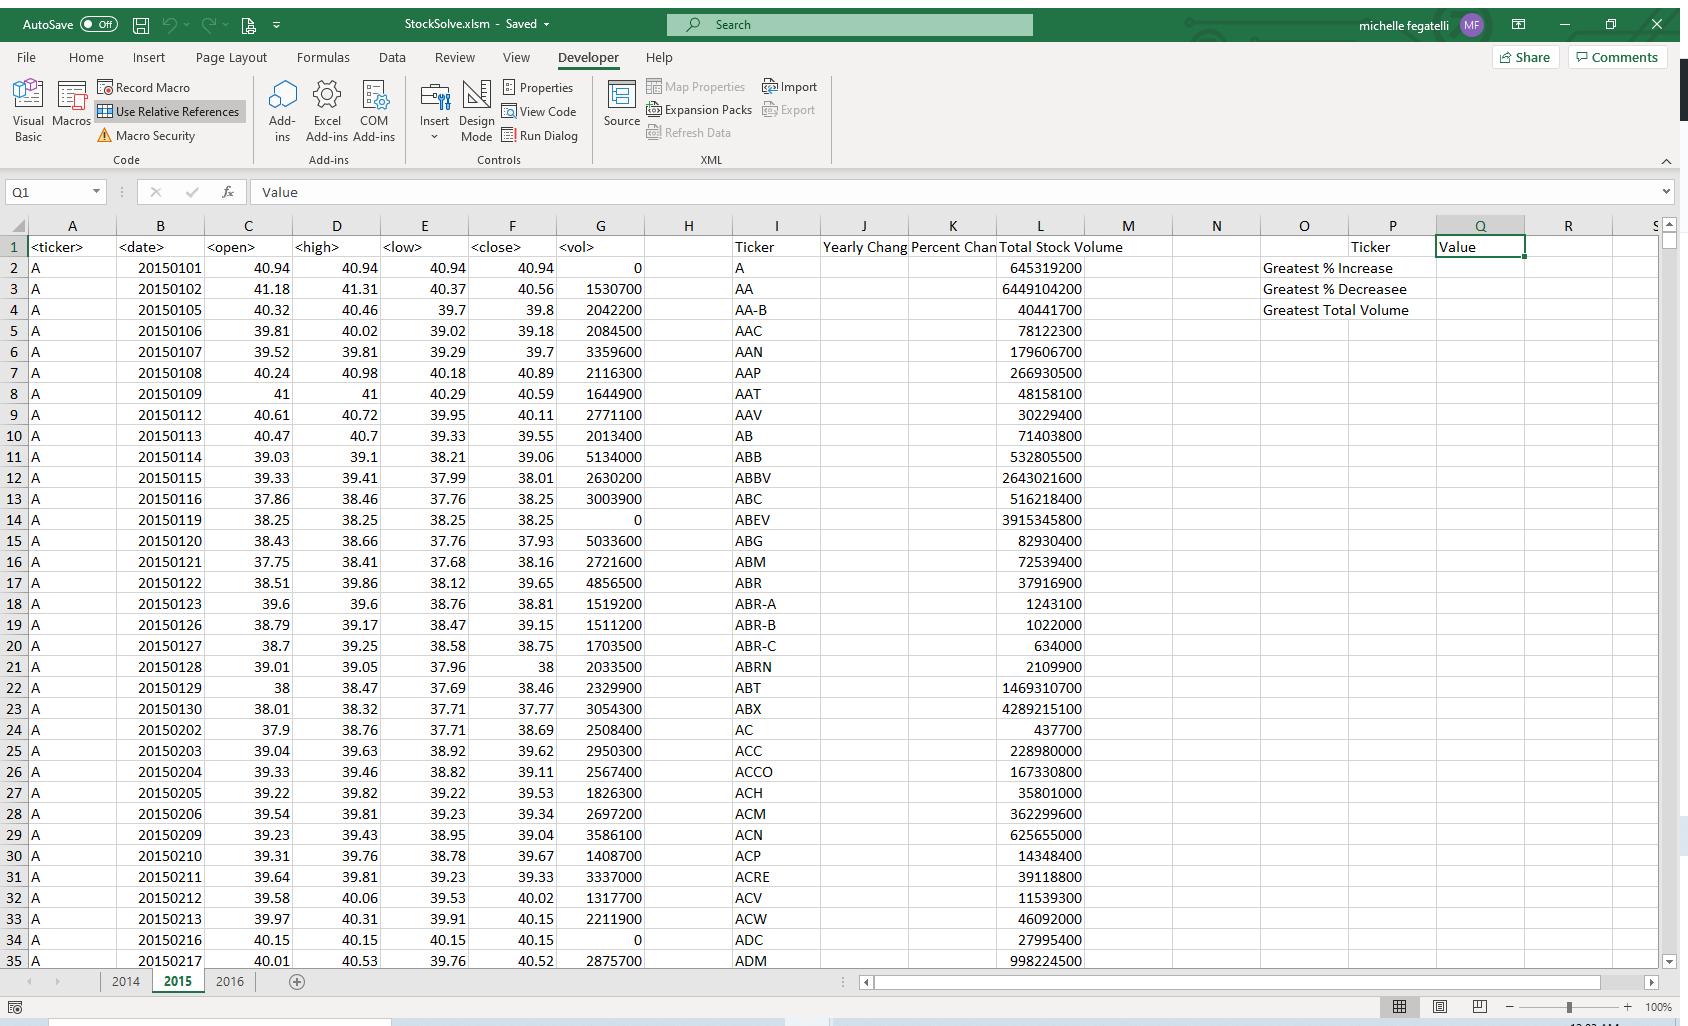 AutoSave Off StockSolve.xlsm - Saved Search michelle fegatelli MF
File Home Insert Page Layout Formulas Data Review View Developer Help Share Comments
Visual Basic Macros Record Macro Use Relative References Macro Security Add-ins Excel Add-ins COM Add-ins Insert Design Mode Properties View Code Run Dialog Source Map Properties Expansion Packs Refresh Data Import Export
Code Add-ins Controls XML
Q1 fx Value
A B C D E F G H I J K L M N O P Q R S
1 <ticker> <date> <open> <high> <low> <close> <vol> Ticker Yearly Chang Percent Chan Total Stock Volume Ticker Value
2 A 20150101 40.94 40.94 40.94 40.94 0 A 645319200 Greatest % Increase
3 A 20150102 41.18 41.31 40.37 40.56 1530700 AA 6449104200 Greatest % Decreasee
4 A 20150105 40.32 40.46 39.7 39.8 2042200 AA-B 40441700 Greatest Total Volume
5 A 20150106 39.81 40.02 39.02 39.18 2084500 AAC 78122300
6 A 20150107 39.52 39.81 39.29 39.7 3359600 AAN 179606700
7 A 20150108 40.24 40.98 40.18 40.89 2116300 AAP 266930500
8 A 20150109 41 41 40.29 40.59 1644900 AAT 48158100
9 A 20150112 40.61 40.72 39.95 40.11 2771100 AAV 30229400
10 A 20150113 40.47 40.7 39.33 39.55 2013400 AB 71403800
11 A 20150114 39.03 39.1 38.21 39.06 5134000 ABB 532805500
12 A 20150115 39.33 39.41 37.99 38.01 2630200 ABBV 2643021600
13 A 20150116 37.86 38.46 37.76 38.25 3003900 ABC 516218400
14 A 20150119 38.25 38.25 38.25 38.25 0 ABEV 3915345800
15 A 20150120 38.43 38.66 37.76 37.93 5033600 ABG 82930400
16 A 20150121 37.75 38.41 37.68 38.16 2721600 ABM 72539400
17 A 20150122 38.51 39.86 38.12 39.65 4856500 ABR 37916900
18 A 20150123 39.6 39.6 38.76 38.81 1519200 ABR-A 1243100
19 A 20150126 38.79 39.17 38.47 39.15 1511200 ABR-B 1022000
20 A 20150127 38.7 39.25 38.58 38.75 1703500 ABR-C 634000
21 A 20150128 39.01 39.05 37.96 38 2033500 ABRN 2109900
22 A 20150129 38 38.47 37.69 38.46 2329900 ABT 1469310700
23 A 20150130 38.01 38.32 37.71 37.77 3054300 ABX 4289215100
24 A 20150202 37.9 38.76 37.71 38.69 2508400 AC 437700
25 A 20150203 39.04 39.63 38.92 39.62 2950300 ACC 228980000
26 A 20150204 39.33 39.46 38.82 39.11 2567400 ACCO 167330800
27 A 20150205 39.22 39.82 39.22 39.53 1826300 ACH 35801000
28 A 20150206 39.54 39.81 39.23 39.34 2697200 ACM 362299600
29 A 20150209 39.23 39.43 38.95 39.04 3586100 ACN 625655000
30 A 20150210 39.31 39.76 38.78 39.67 1408700 ACP 14348400
31 A 20150211 39.64 39.81 39.23 39.33 3337000 ACRE 39118800
32 A 20150212 39.58 40.06 39.53 40.02 1317700 ACV 11539300
33 A 20150213 39.97 40.31 39.91 40.15 2211900 ACW 46092000
34 A 20150216 40.15 40.15 40.15 40.15 0 ADC 27995400
35 A 20150217 40.01 40.53 39.76 40.52 2875700 ADM 998224500
2014 2015 2016
100%